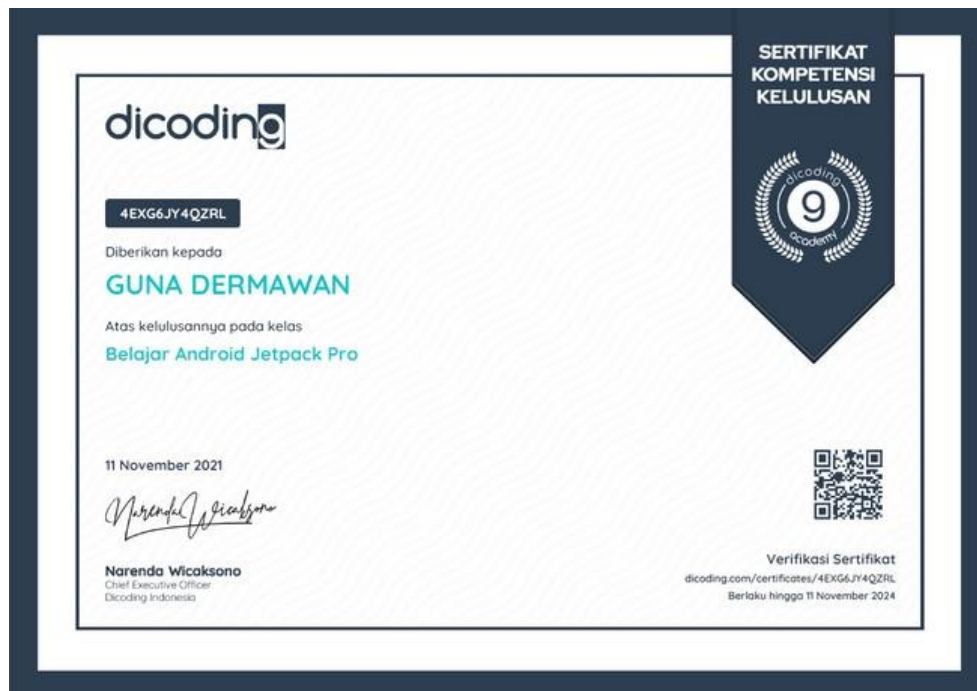 SERTIFIKAT
KOMPETENSI
KELULUSAN
dicoding
9
academy
dicoding
4EXG6JY4QZRL
Diberikan kepada
GUNA DERMAWAN
Atas kelulusannya pada kelas
Belajar Android Jetpack Pro
11 November 2021
Narenda Wicaksono
Narenda Wicaksono
Chief Executive Officer
Dicoding Indonesia
Verifikasi Sertifikat
dicoding.com/certificates/4EXG6JY4QZRL
Berlaku hingga 11 November 2024